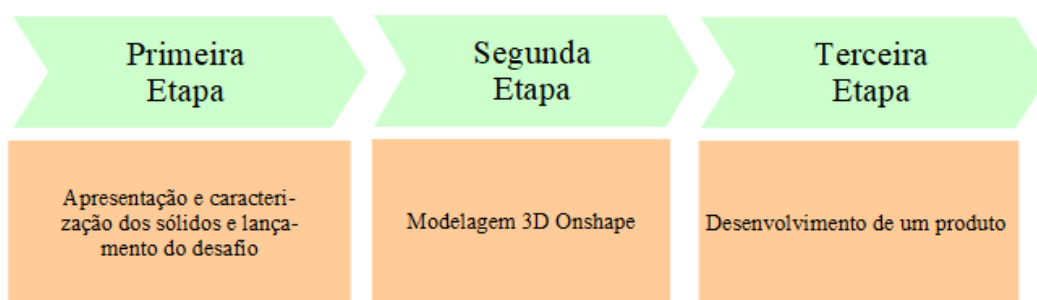 Primeira
Etapa
Segunda
Etapa
Terceira
Etapa
Apresentação e caracteri-
zação dos sólidos e lança-
mento do desafio
Modelagem 3D Onshape
Desenvolvimento de um produto